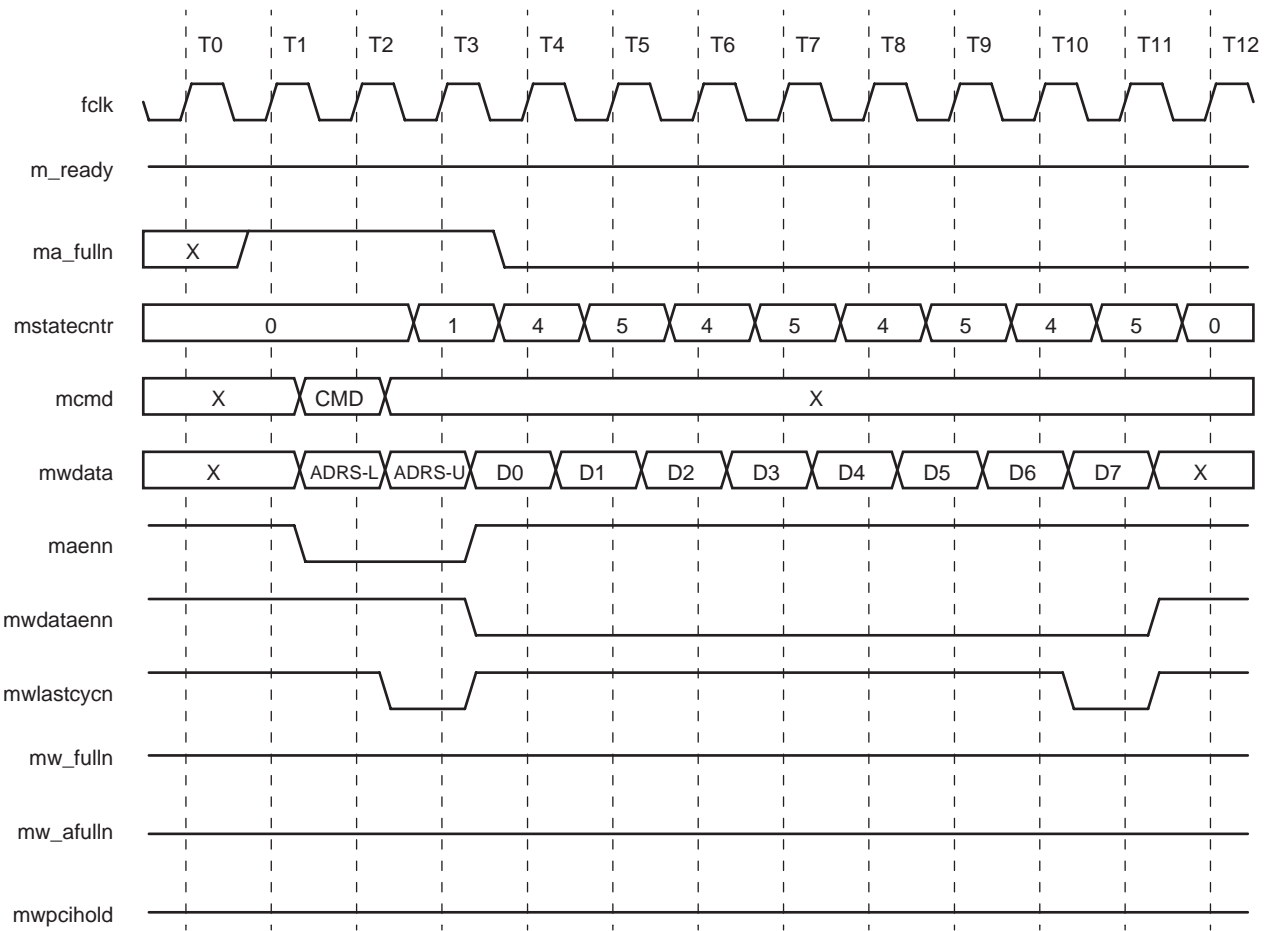 T0 T1 T2 T3 T4 T5 T6 T7 T8 T9 T10 T11 T12
fclk
m_ready
ma_fulln X
mstatecntr 0 1 4 5 4 5 4 5 4 5 0
mcmd X CMD X
mwdata X ADRS-L ADRS-U D0 D1 D2 D3 D4 D5 D6 D7 X
maenn
mwdataenn
mwlastcycn
mw_fulln
mw_afulln
mwpcihold